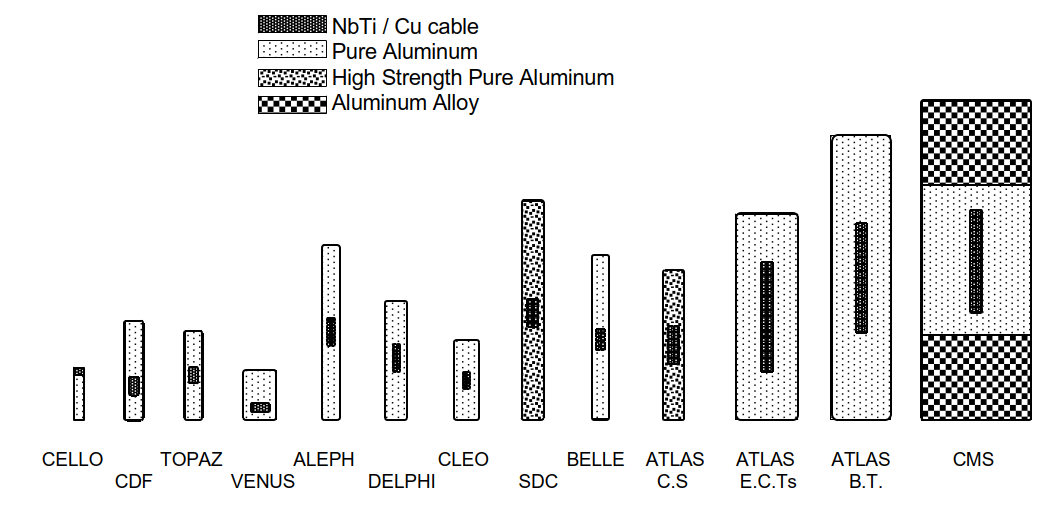 NbTi / Cu cable
Pure Aluminum
High Strength Pure Aluminum
Aluminum Alloy
CELLO
CDF
TOPAZ
VENUS
ALEPH
DELPHI
CLEO
SDC
BELLE
ATLAS
C.S
ATLAS
E.C.Ts
ATLAS
B.T.
CMS